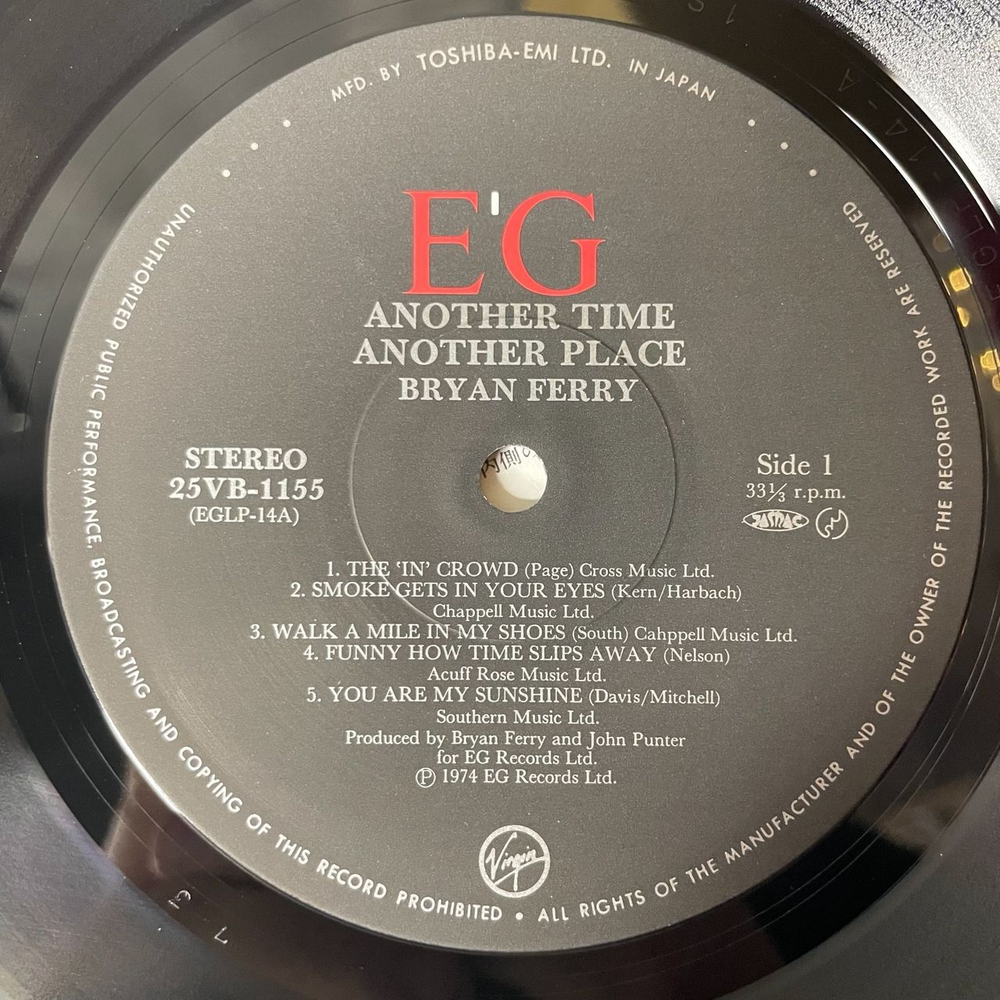 MFD. BY TOSHIBA-EMI LTD. IN JAPAN
E'G
ANOTHER TIME
ANOTHER PLACE
BRYAN FERRY
STEREO
25VB-1155
(EGLP-14A)
内側の
Side 1
33⅓ r.p.m.
JASRAC
1. THE ‘IN’ CROWD (Page) Cross Music Ltd.
2. SMOKE GETS IN YOUR EYES (Kern/Harbach)
Chappell Music Ltd.
3. WALK A MILE IN MY SHOES (South) Cahppell Music Ltd.
4. FUNNY HOW TIME SLIPS AWAY (Nelson)
Acuff Rose Music Ltd.
5. YOU ARE MY SUNSHINE (Davis/Mitchell)
Southern Music Ltd.
Produced by Bryan Ferry and John Punter
for EG Records Ltd.
Ⓟ 1974 EG Records Ltd.
Virgin
UNAUTHORIZED PUBLIC PERFORMANCE, BROADCASTING AND COPYING OF THIS RECORD PROHIBITED • ALL RIGHTS OF THE MANUFACTURER AND OF THE OWNER OF THE RECORDED WORK ARE RESERVED